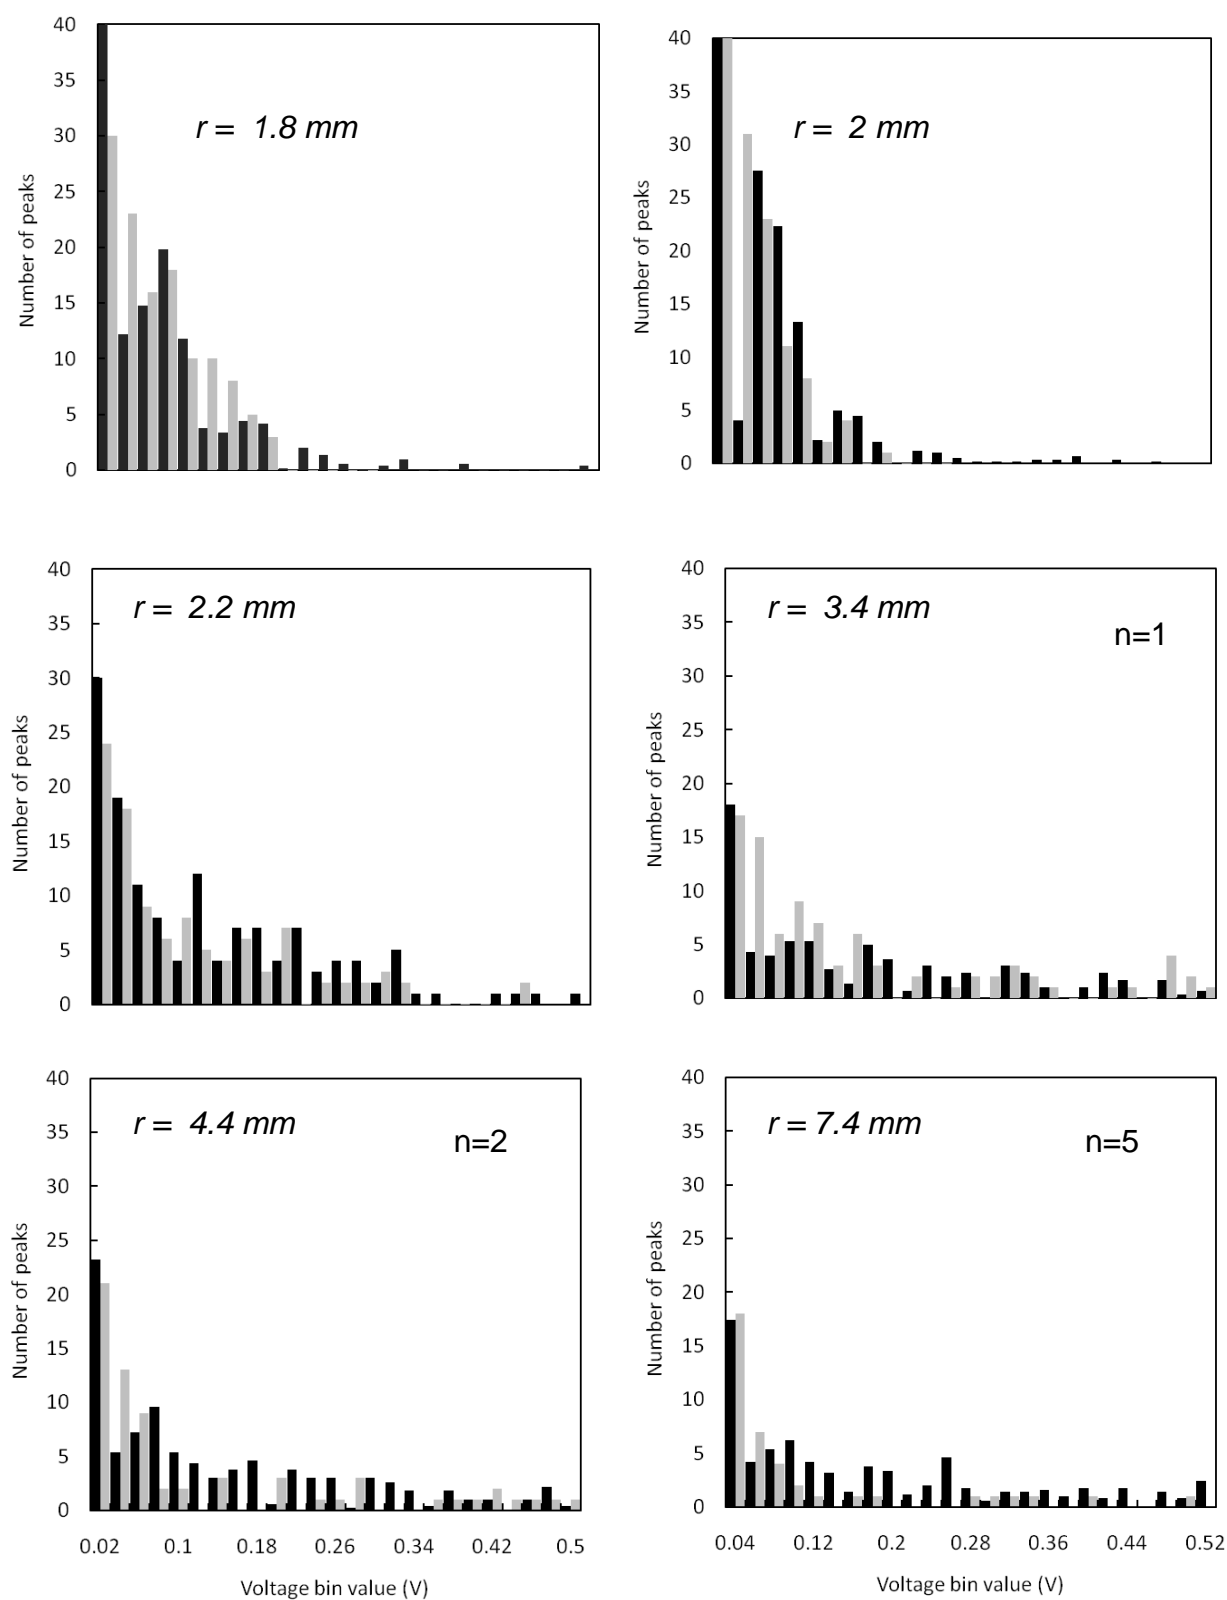 40
35
30
25
20
15
10
5
0
Number of peaks
r = 1.8 mm
40
35
30
25
20
15
10
5
0
Number of peaks
r = 2 mm
40
35
30
25
20
15
10
5
0
Number of peaks
r = 2.2 mm
40
35
30
25
20
15
10
5
0
Number of peaks
r = 3.4 mm
n=1
40
35
30
25
20
15
10
5
0
Number of peaks
r = 4.4 mm
n=2
0.02 0.1 0.18 0.26 0.34 0.42 0.5
Voltage bin value (V)
40
35
30
25
20
15
10
5
0
Number of peaks
r = 7.4 mm
n=5
0.04 0.12 0.2 0.28 0.36 0.44 0.52
Voltage bin value (V)